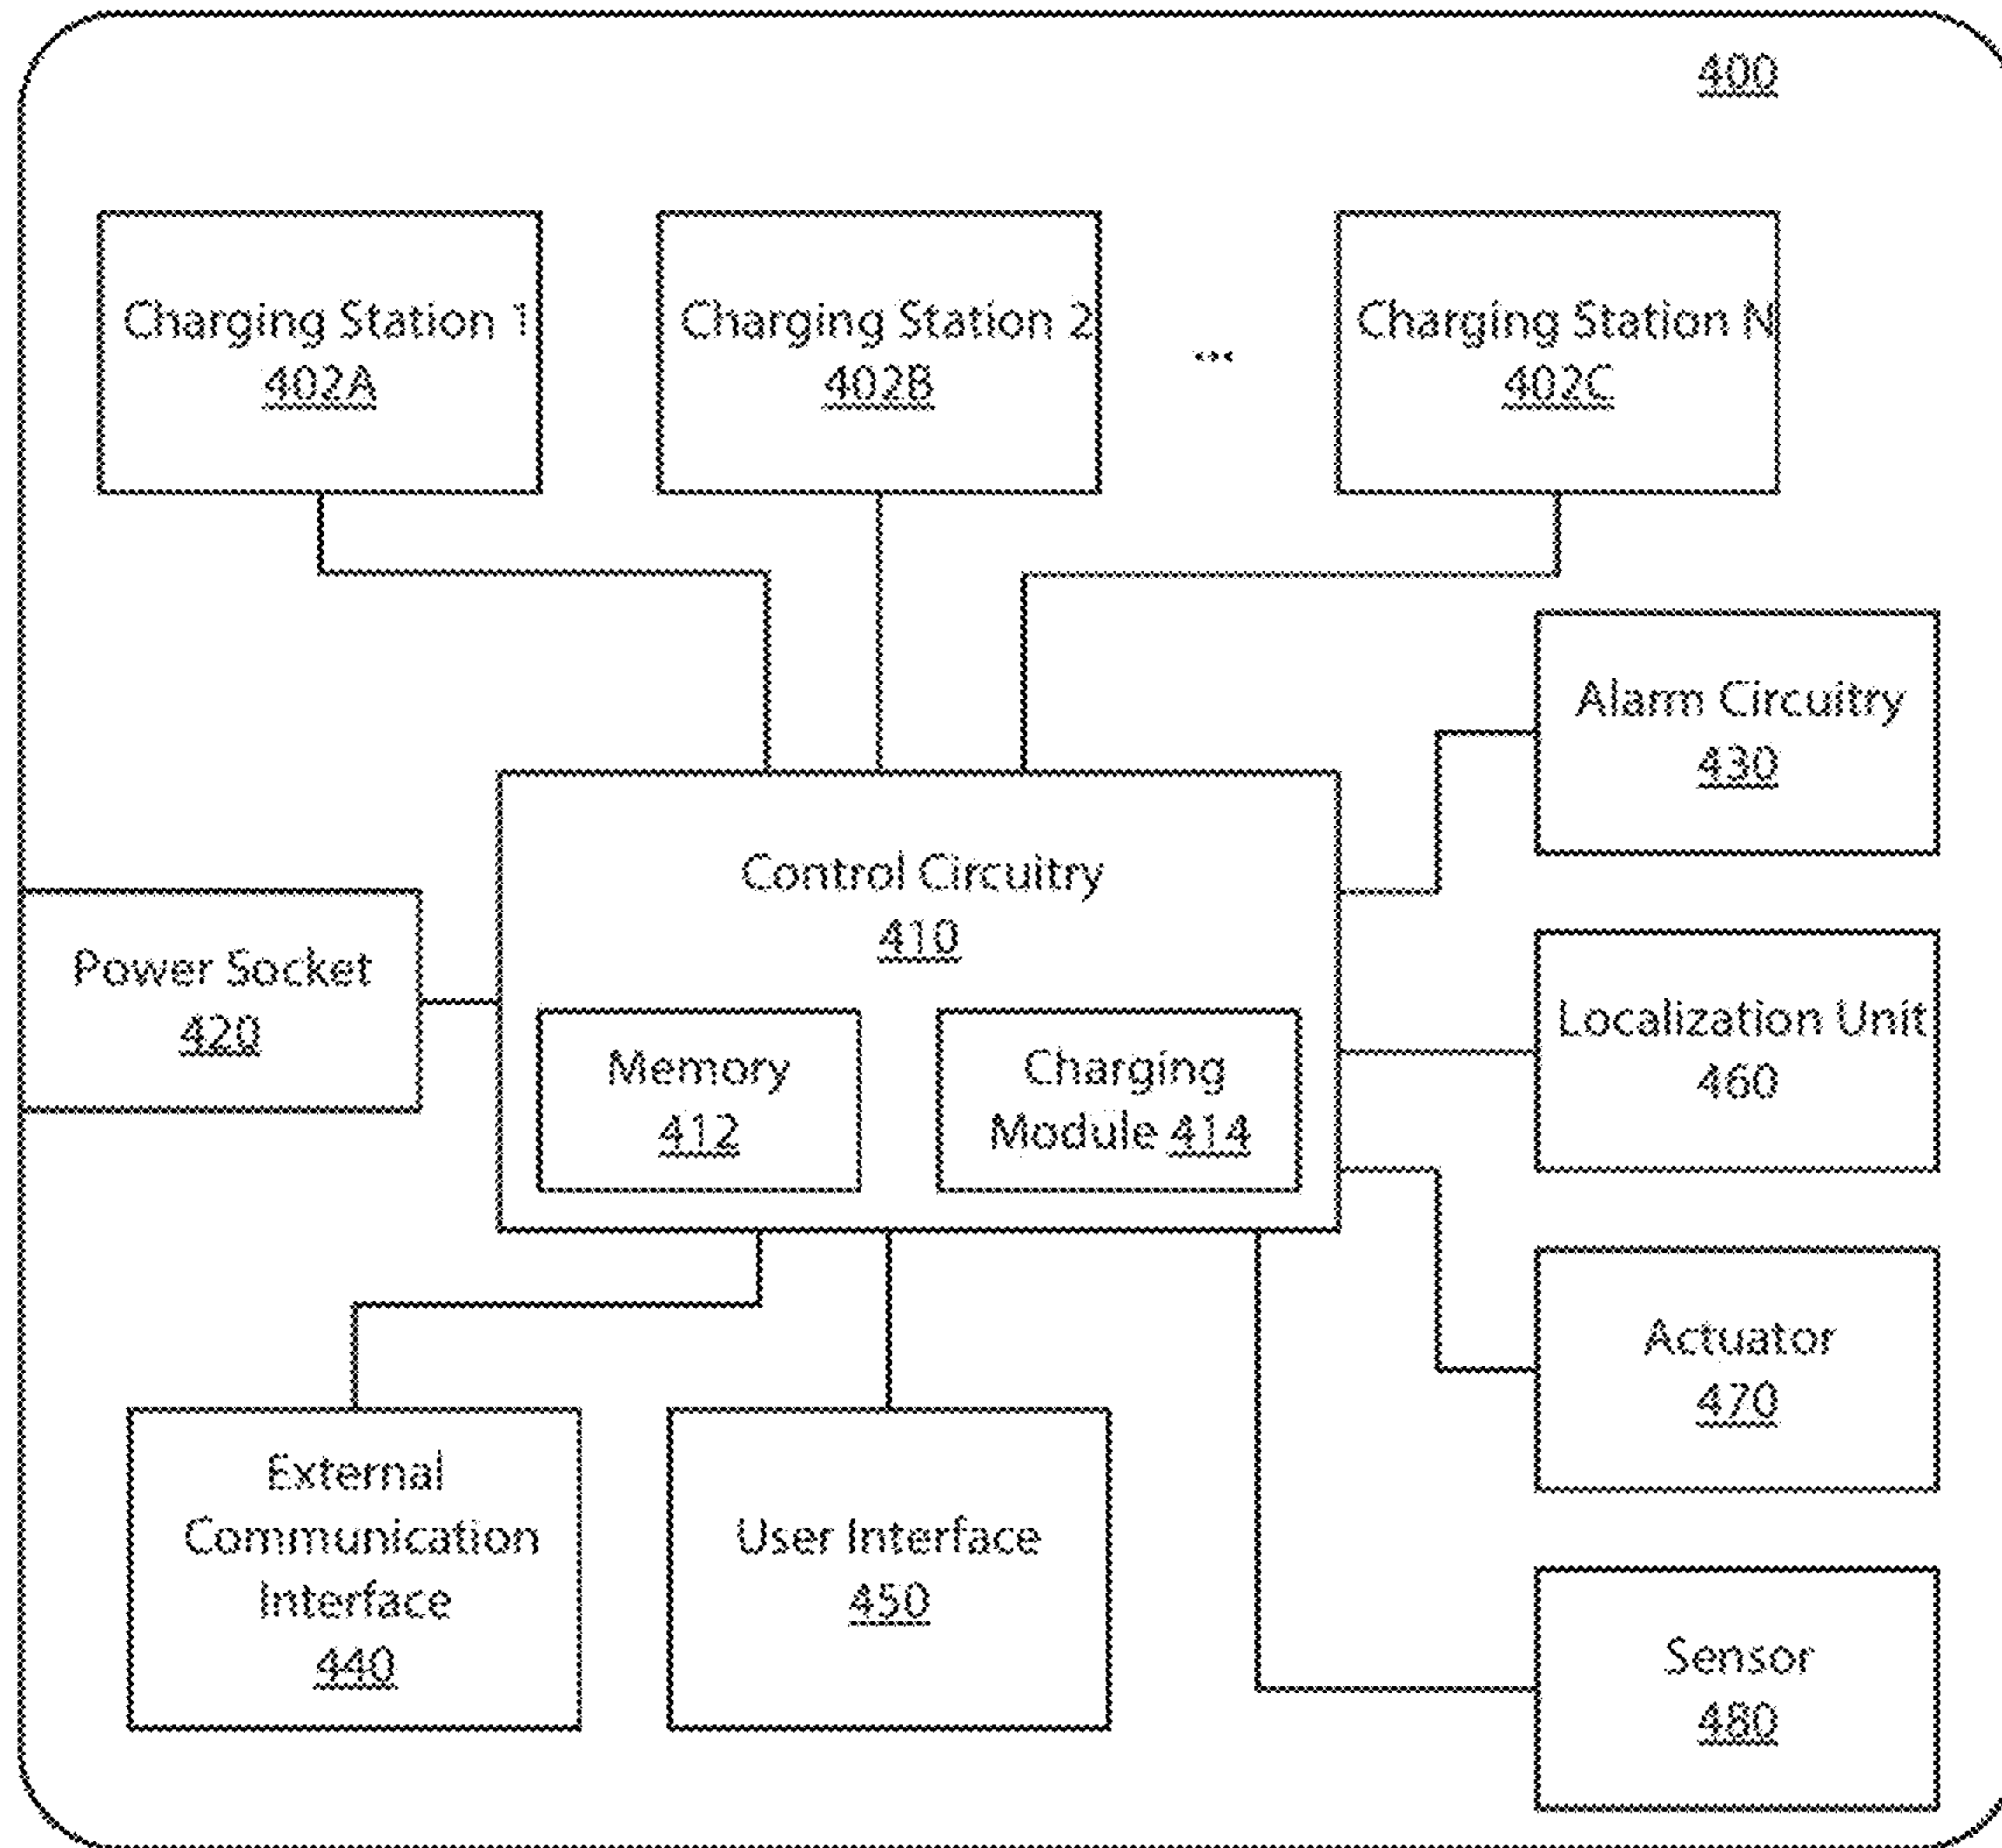 400
Charging Station 1
402A
Charging Station 2
402B
...
Charging Station N
402C
Alarm Circuitry
430
Control Circuitry
410
Power Socket
420
Memory
412
Charging
Module 414
Localization Unit
460
Actuator
470
External
Communication
Interface
440
User Interface
450
Sensor
480